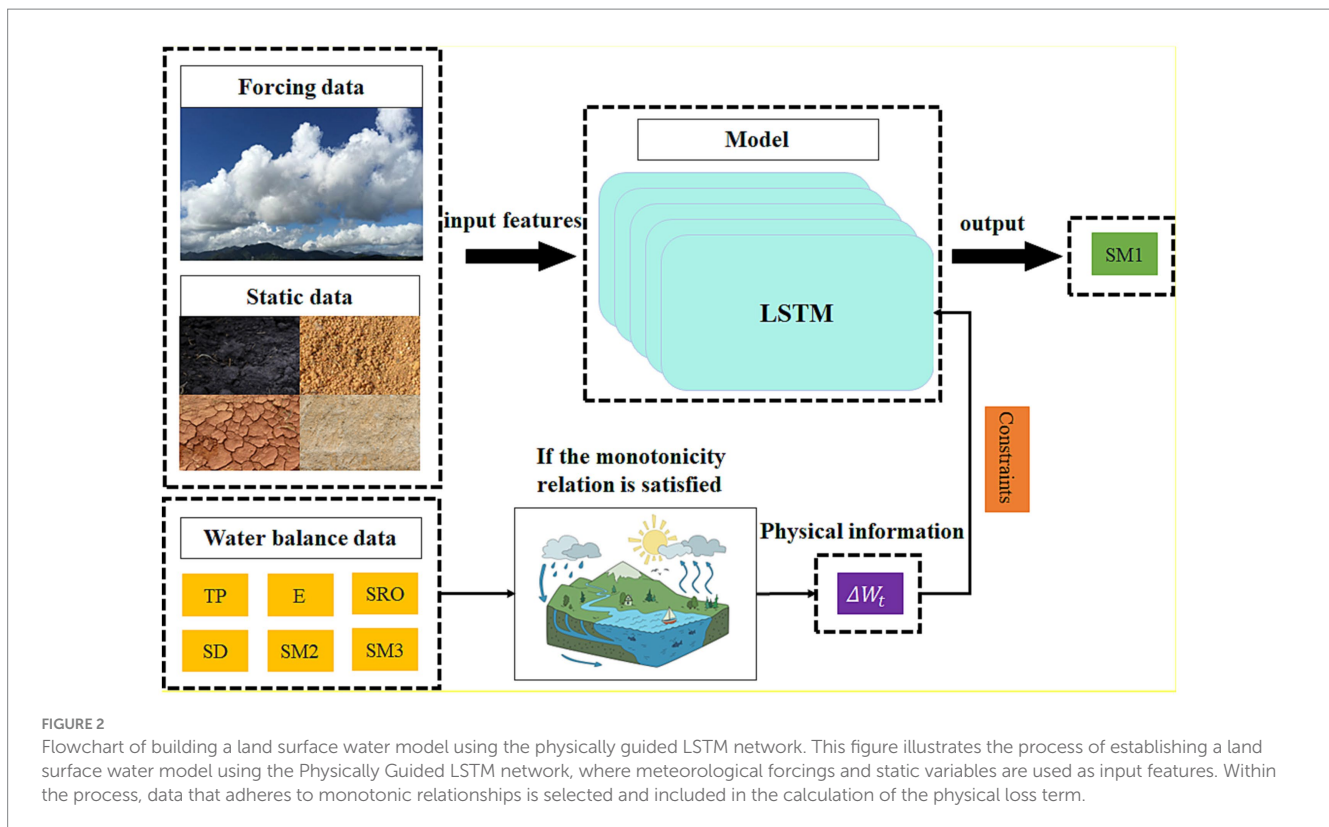 Forcing data
Static data
input features
Model
LSTM
output
SM1
Constraints
Water balance data
TP E SRO
SD SM2 SM3
If the monotonicity
relation is satisfied
Physical information
ΔWₜ
FIGURE 2
Flowchart of building a land surface water model using the physically guided LSTM network. This figure illustrates the process of establishing a land
surface water model using the Physically Guided LSTM network, where meteorological forcings and static variables are used as input features. Within
the process, data that adheres to monotonic relationships is selected and included in the calculation of the physical loss term.